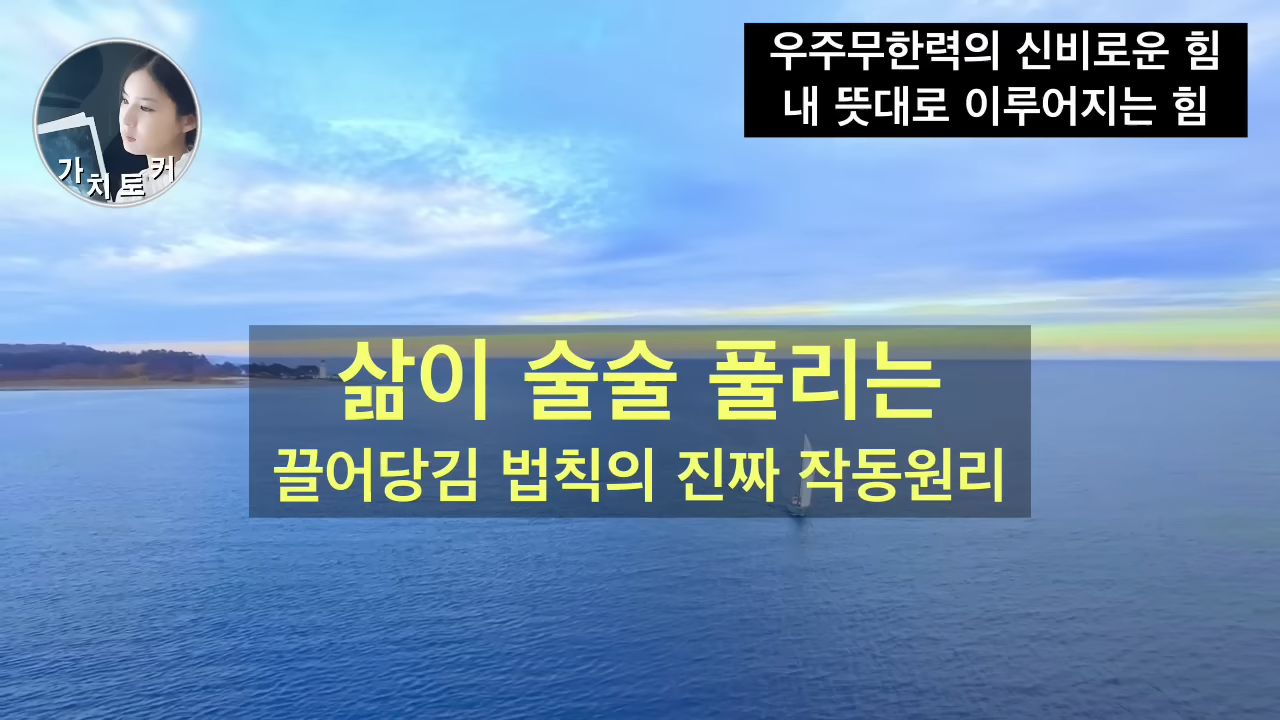 우주무한력의 신비로운 힘
내 뜻대로 이루어지는 힘
가치토커
삶이 술술 풀리는
끌어당김 법칙의 진짜 작동원리